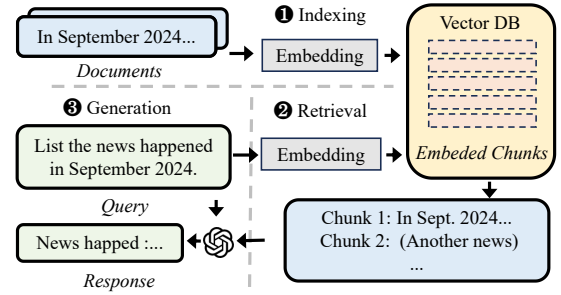 ❶ Indexing
Vector DB
In September 2024...
Embedding
Documents
❸ Generation
❷ Retrieval
List the news happened
in September 2024.
Embedding
Embeded Chunks
Query
Chunk 1: In Sept. 2024...
Chunk 2: (Another news)
...
News happed :...
Response